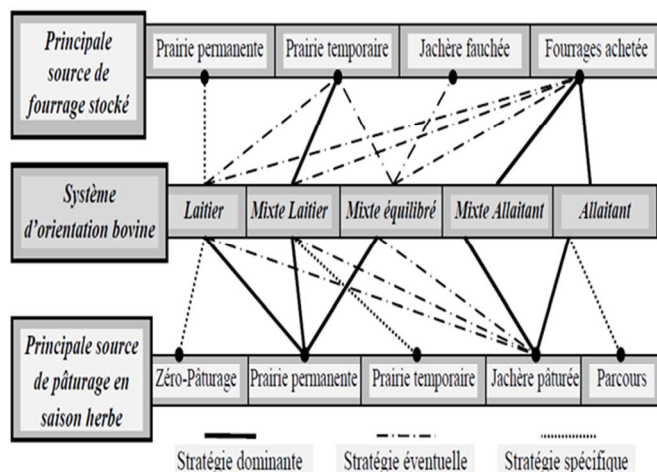 Principale
source de
fourrage stocké
Prairie permanente
Prairie temporaire
Jachère fauchée
Fourrages achetée
Système
d'orientation bovine
Laitier
Mixte Laitier
Mixte équilibré
Mixte Allaitant
Allaitant
Principale source
de pâturage en
saison herbe
Zéro-Pâturage
Prairie permanente
Prairie temporaire
Jachère pâturée
Parcours
Stratégie dominante
Stratégie éventuelle
Stratégie spécifique